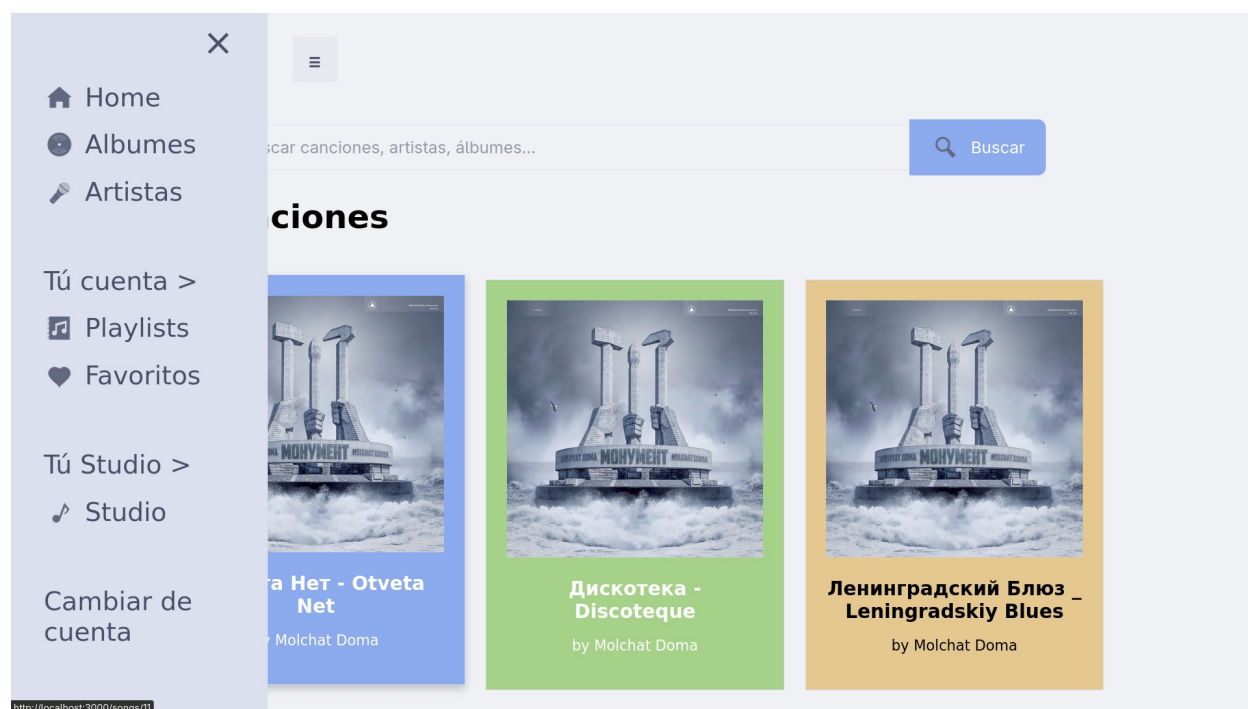 Home
Albumes
Artistas
Tú cuenta >
Playlists
Favoritos
Tú Studio >
Studio
Cambiar de
cuenta
scar canciones, artistas, álbumes...
Buscar
ciones
МОНУМЕНТ
а Нет - Otveta
Net
Molchat Doma
МОНУМЕНТ
Дискотека -
Discoteque
by Molchat Doma
МОНУМЕНТ
Ленинградский Блюз _
Leningradskiy Blues
by Molchat Doma
http://localhost:3000/songs/11